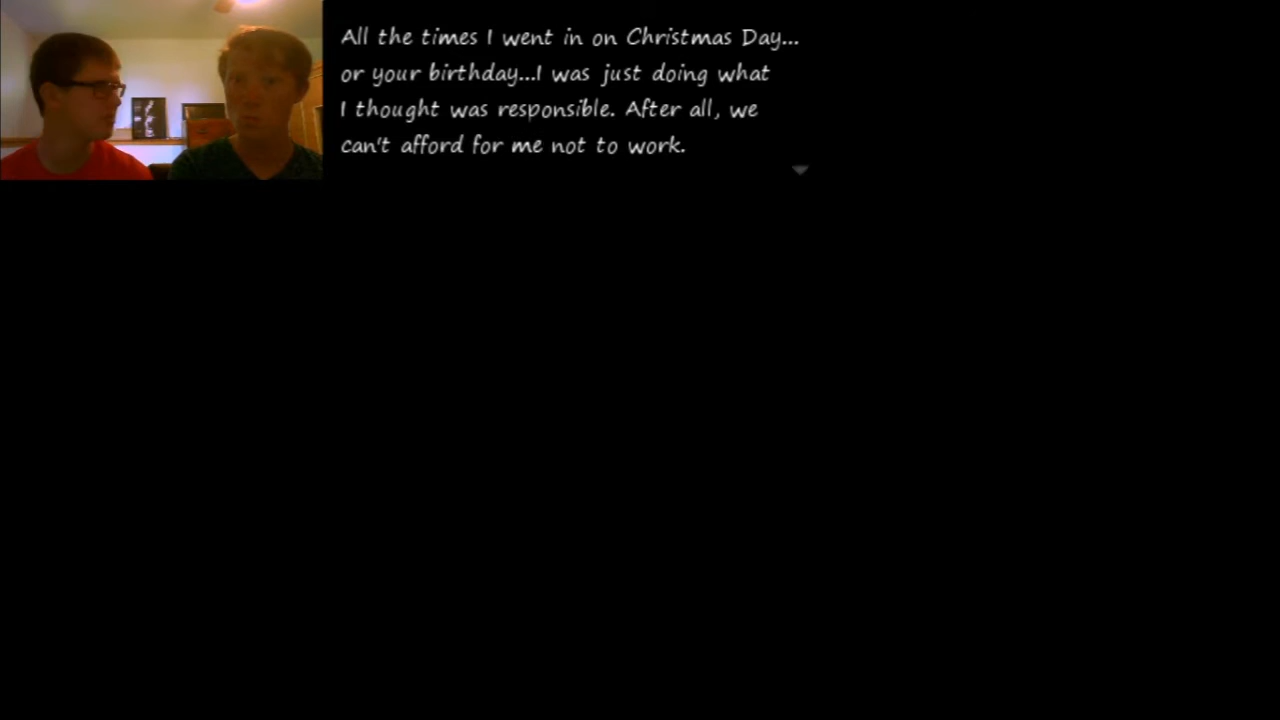 All the times I went in on Christmas Day...
or your birthday...I was just doing what
I thought was responsible. After all, we
can't afford for me not to work.